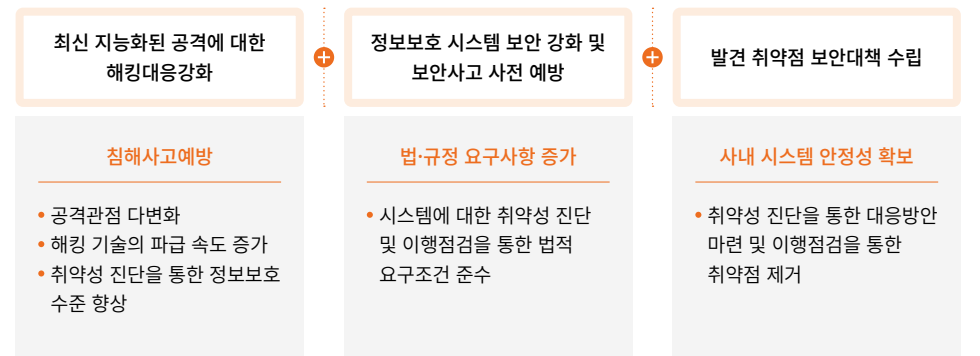 최신 지능화된 공격에 대한
해킹대응강화
정보보호 시스템 보안 강화 및
보안사고 사전 예방
발견 취약점 보안대책 수립
침해사고예방
• 공격관점 다변화
• 해킹 기술의 파급 속도 증가
• 취약성 진단을 통한 정보보호
수준 향상
법·규정 요구사항 증가
• 시스템에 대한 취약성 진단
및 이행점검을 통한 법적
요구조건 준수
사내 시스템 안정성 확보
• 취약성 진단을 통한 대응방안
마련 및 이행점검을 통한
취약점 제거